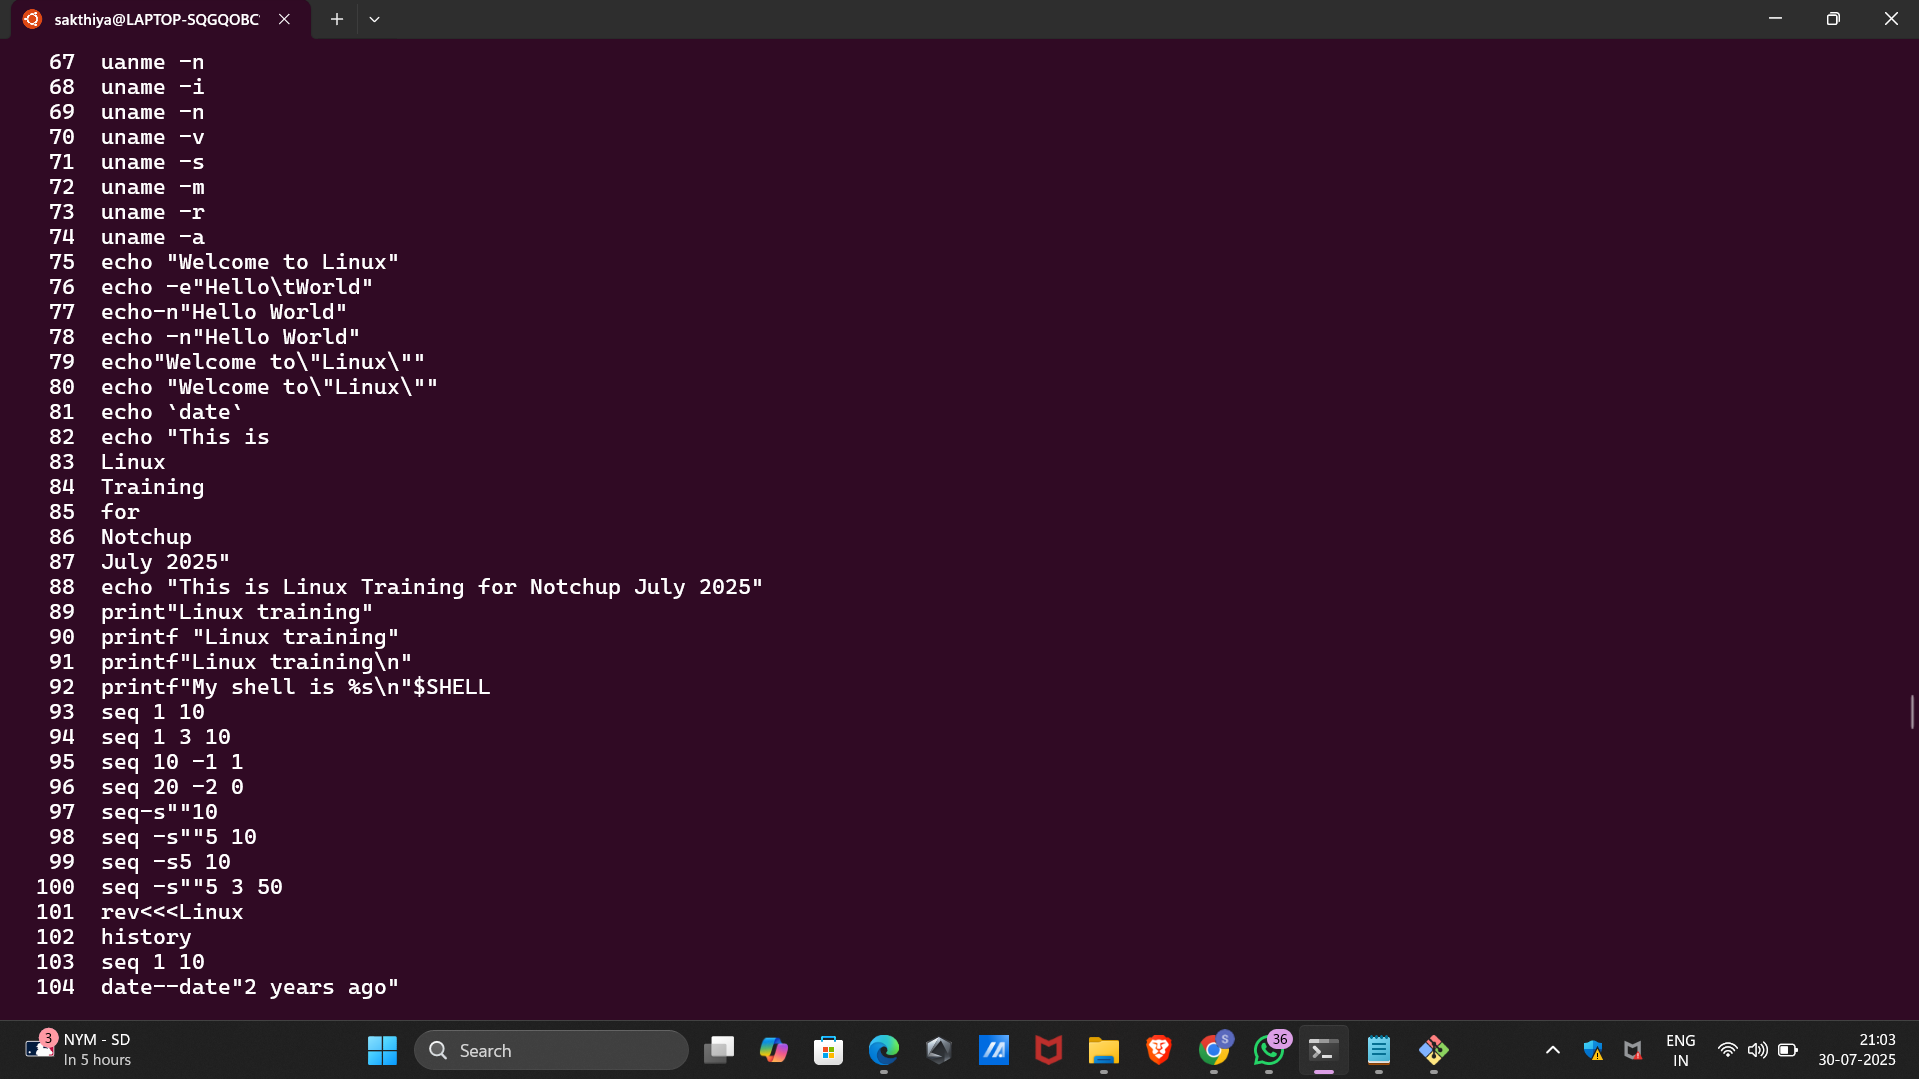 sakthiya@LAPTOP-SQGQOBC
67 uanme -n
68 uname -i
69 uname -n
70 uname -v
71 uname -s
72 uname -m
73 uname -r
74 uname -a
75 echo "Welcome to Linux"
76 echo -e"Hello\tWorld"
77 echo-n"Hello World"
78 echo -n"Hello World"
79 echo"Welcome to\"Linux\""
80 echo "Welcome to\"Linux\""
81 echo `date`
82 echo "This is
83 Linux
84 Training
85 for
86 Notchup
87 July 2025"
88 echo "This is Linux Training for Notchup July 2025"
89 print"Linux training"
90 printf "Linux training"
91 printf"Linux training\n"
92 printf"My shell is %s\n"$SHELL
93 seq 1 10
94 seq 1 3 10
95 seq 10 -1 1
96 seq 20 -2 0
97 seq-s""10
98 seq -s""5 10
99 seq -s5 10
100 seq -s""5 3 50
101 rev<<<Linux
102 history
103 seq 1 10
104 date--date"2 years ago"
3
NYM - SD
In 5 hours
Search
S
36
ENG
IN
21:03
30-07-2025